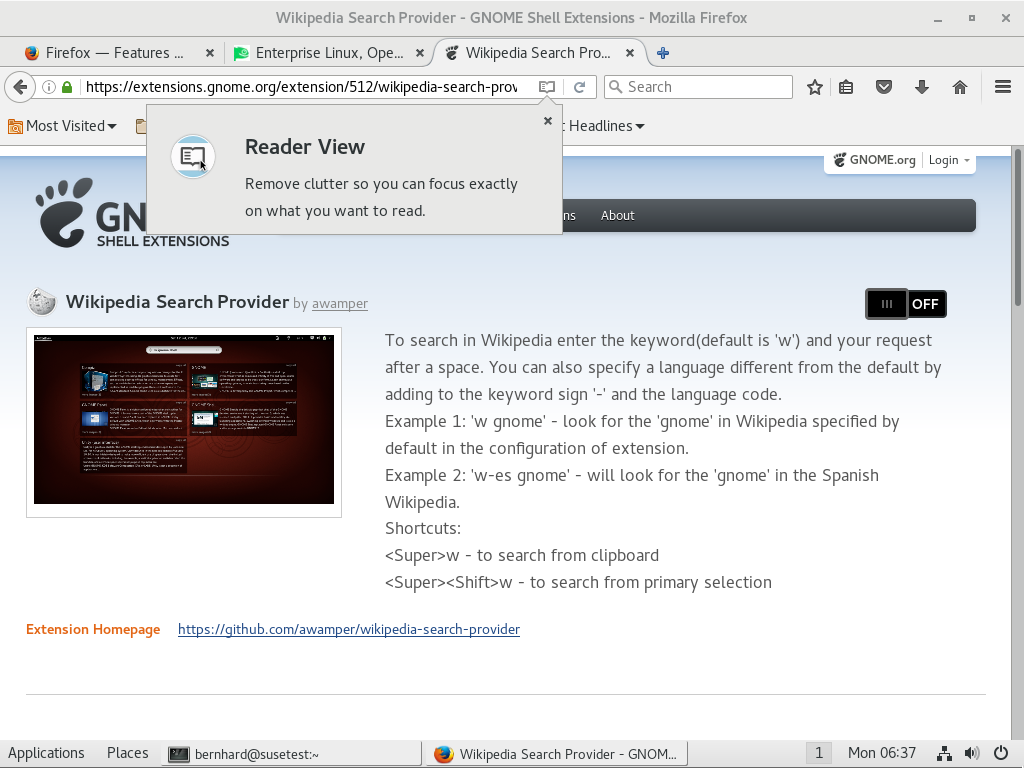 Wikipedia Search Provider - GNOME Shell Extensions - Mozilla Firefox
Firefox — Features ...
Enterprise Linux, Ope...
Wikipedia Search Pro...
https://extensions.gnome.org/extension/512/wikipedia-search-prov
Search
Most Visited
Headlines
Reader View
Remove clutter so you can focus exactly
on what you want to read.
GNOME.org
Login
GN
SHELL EXTENSIONS
ns
About
Wikipedia Search Provider by awamper
OFF
To search in Wikipedia enter the keyword(default is 'w') and your request
after a space. You can also specify a language different from the default by
adding to the keyword sign '-' and the language code.
Example 1: 'w gnome' - look for the 'gnome' in Wikipedia specified by
default in the configuration of extension.
Example 2: 'w-es gnome' - will look for the 'gnome' in the Spanish
Wikipedia.
Shortcuts:
<Super>w - to search from clipboard
<Super><Shift>w - to search from primary selection
Extension Homepage
https://github.com/awamper/wikipedia-search-provider
Applications
Places
bernhard@susetest:~
Wikipedia Search Provider - GNOM...
1
Mon 06:37